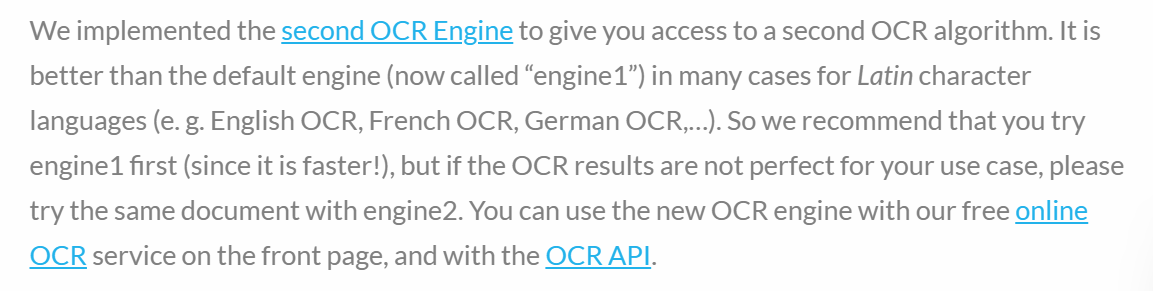 We implemented the second OCR Engine to give you access to a second OCR algorithm. It is
better than the default engine (now called “engine1”) in many cases for Latin character
languages (e. g. English OCR, French OCR, German OCR,…). So we recommend that you try
engine1 first (since it is faster!), but if the OCR results are not perfect for your use case, please
try the same document with engine2. You can use the new OCR engine with our free online
OCR service on the front page, and with the OCR API.